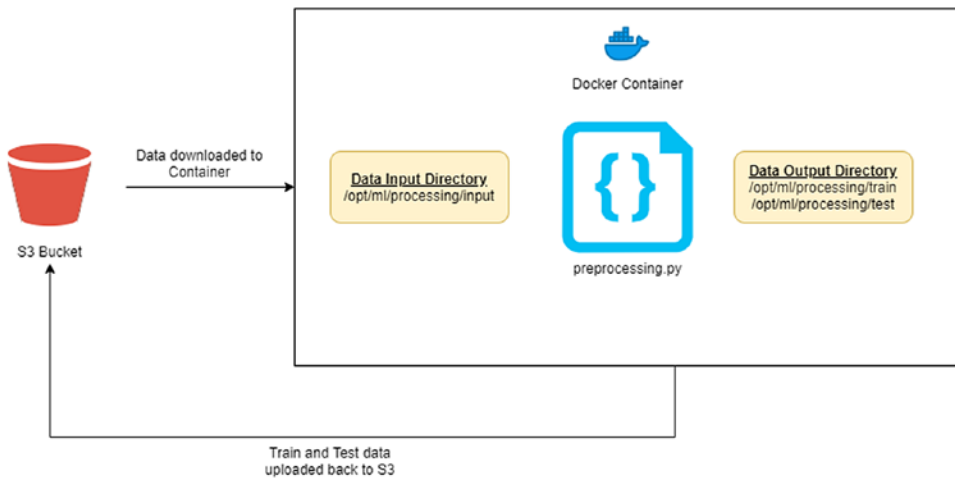 Docker Container
Data downloaded to
Container
Data Input Directory
/opt/ml/processing/input
{}
Data Output Directory
/opt/ml/processing/train
/opt/ml/processing/test
S3 Bucket
preprocessing.py
Train and Test data
uploaded back to S3